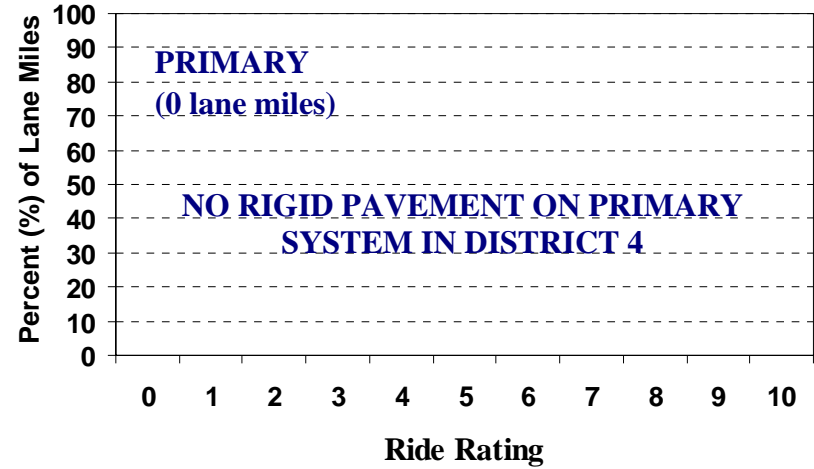 Percent (%) of Lane Miles
100
90
80
70
60
50
40
30
20
10
0
PRIMARY
(0 lane miles)
NO RIGID PAVEMENT ON PRIMARY
SYSTEM IN DISTRICT 4
0 1 2 3 4 5 6 7 8 9 10
Ride Rating